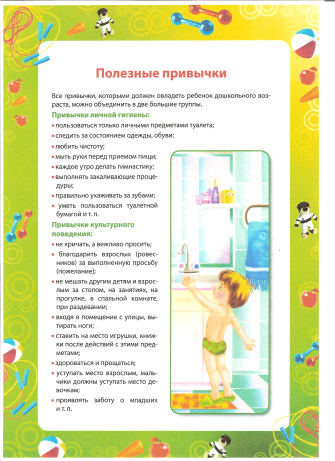 Полезные привычки
Все привычки, которыми должен овладеть ребенок дошкольного воз-
раста, можно объединить в две большие группы.
Привычки личной гигиены:
• пользоваться только личными предметами туалета;
• следить за состоянием одежды, обуви;
• любить чистоту;
• мыть руки перед приемом пищи;
• каждое утро делать гимнастику;
• выполнять закаливающие проце-
дуры;
• правильно ухаживать за зубами;
• уметь пользоваться туалетной
бумагой и т. п.
Привычки культурного
поведения:
• не кричать, а вежливо просить;
• благодарить взрослых (ровес-
ников) за выполненную просьбу
(пожелание);
• не мешать другим детям и взрос-
лым за столом, на занятиях, на
прогулке, в спальной комнате,
при раздевании;
• входя в помещение с улицы, вы-
тирать ноги;
• ставить на место игрушки, книж-
ки после действий с этими пред-
метами;
• здороваться и прощаться;
• уступать место взрослым, маль-
чики должны уступать место де-
вочкам;
• проявлять заботу о младших
и т. п.